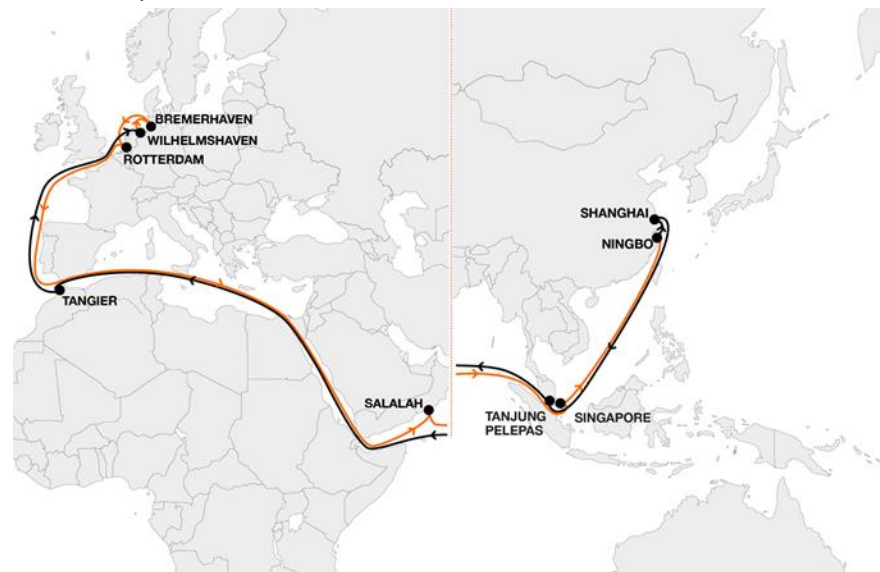 BREMERHAVEN
WILHELMSHAVEN
ROTTERDAM
TANGIER
SALALAH
SHANGHAI
NINGBO
TANJUNG
PELEPAS
SINGAPORE